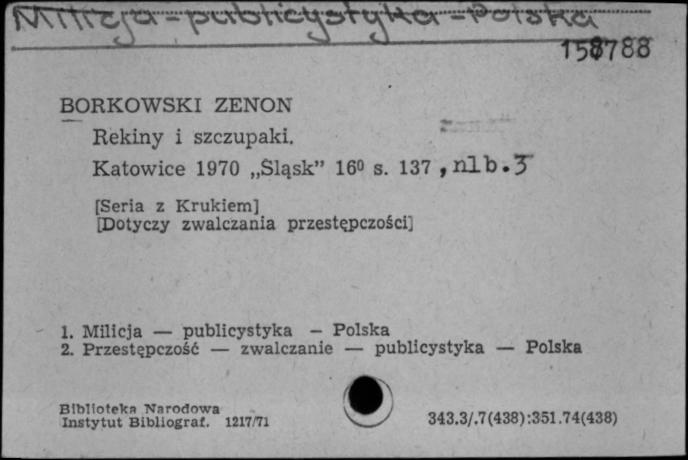 Milicja - publicystyka - Polska
158788
BORKOWSKI ZENON
Rekiny i szczupaki.
Katowice 1970 „Śląsk” 16⁰ s. 137, nlb. 3
[Seria z Krukiem]
[Dotyczy zwalczania przestępczości]
1. Milicja — publicystyka — Polska
2. Przestępczość — zwalczanie — publicystyka — Polska
Biblioteka Narodowa
Instytut Bibliograf. 1217/71
343.3/.7(438):351.74(438)